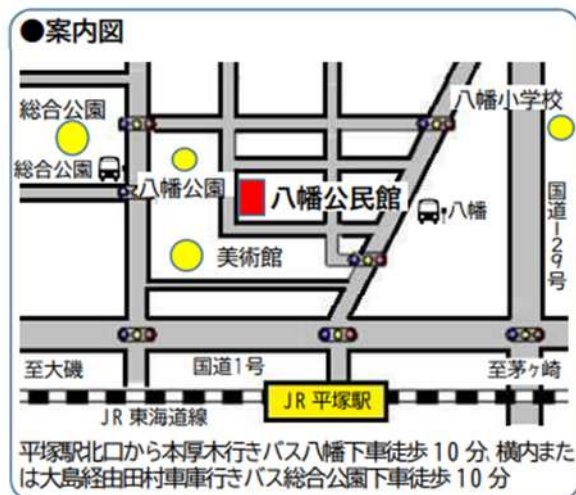 ●案内図
八幡小学校
総合公園
総合公園
八幡公園
八幡公民館
八幡
国道129号
美術館
至大磯
国道1号
至茅ヶ崎
JR 平塚駅
JR 東海道線
平塚駅北口から本厚木行きバス八幡下車徒歩 10 分、横内また
は大島経由田村車庫行きバス総合公園下車徒歩 10 分